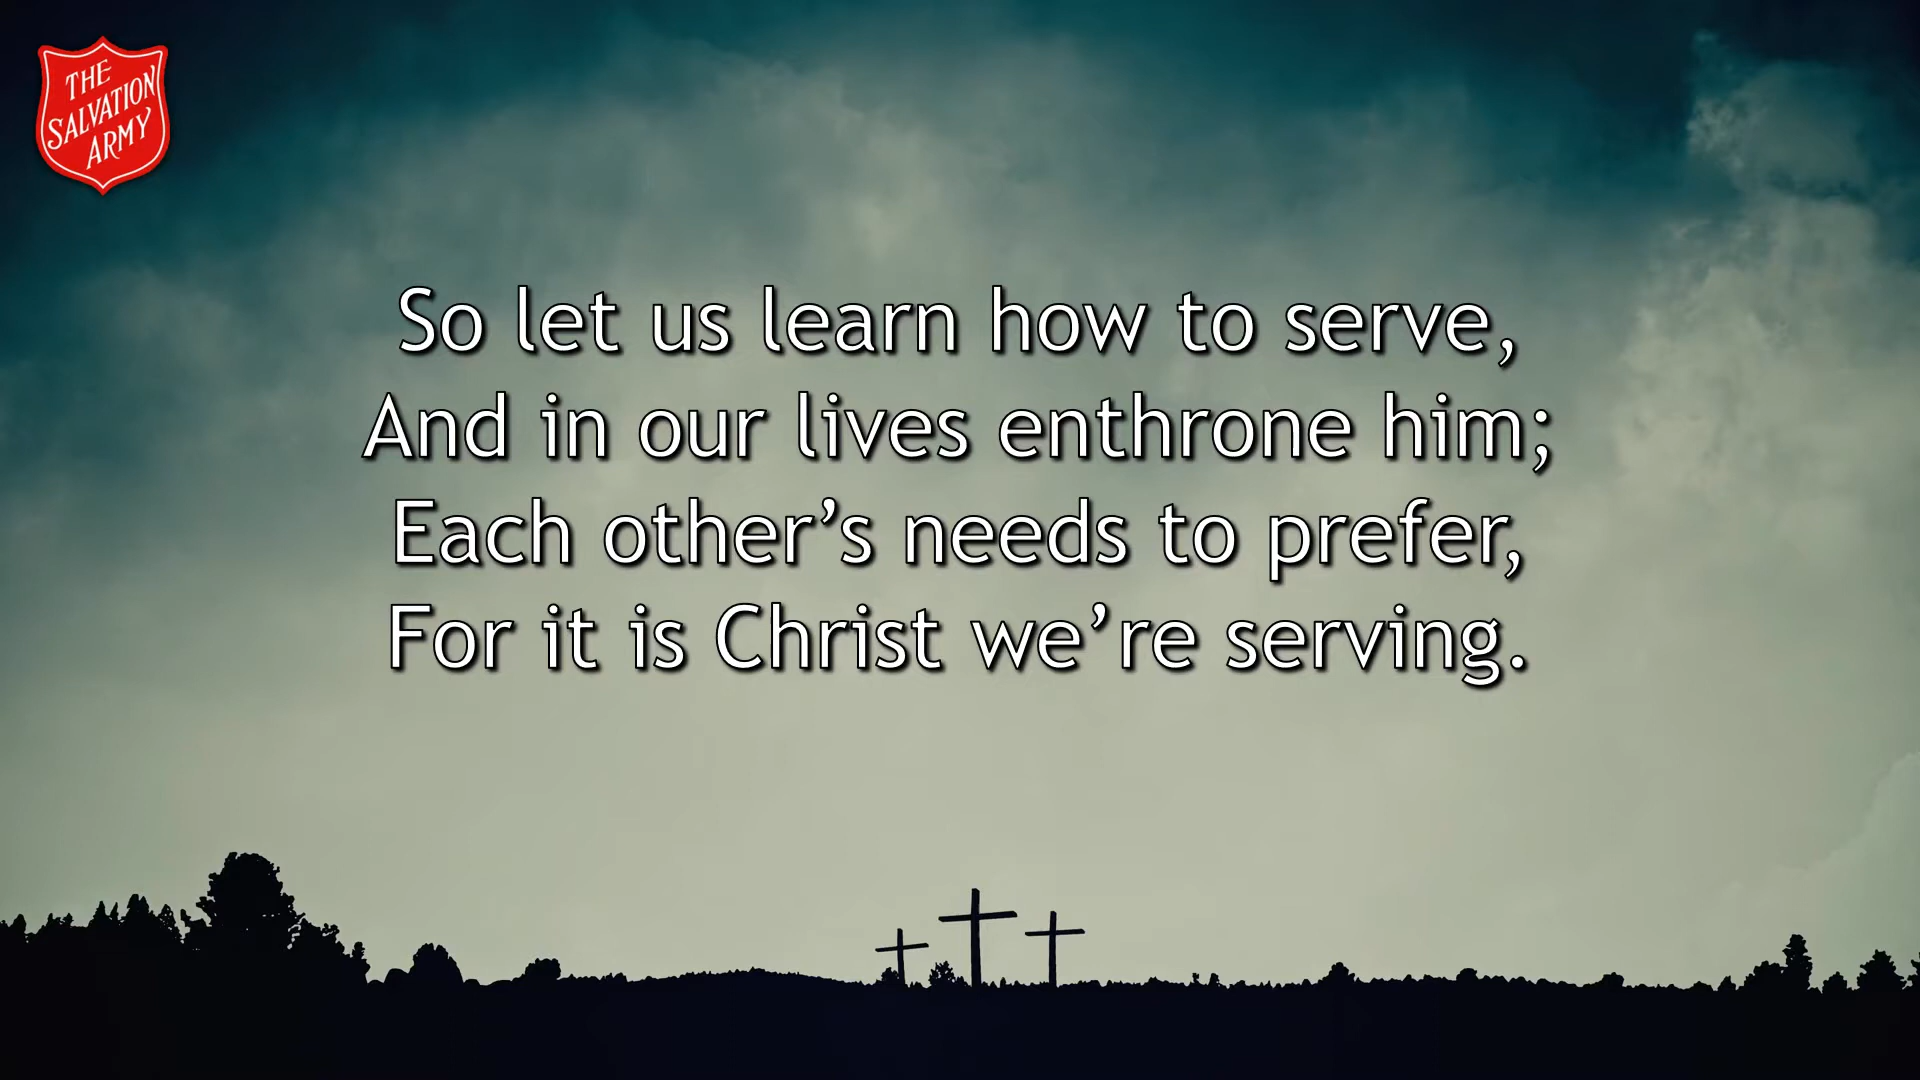 THE
SALVATION
ARMY
So let us learn how to serve,
And in our lives enthrone him;
Each other’s needs to prefer,
For it is Christ we’re serving.